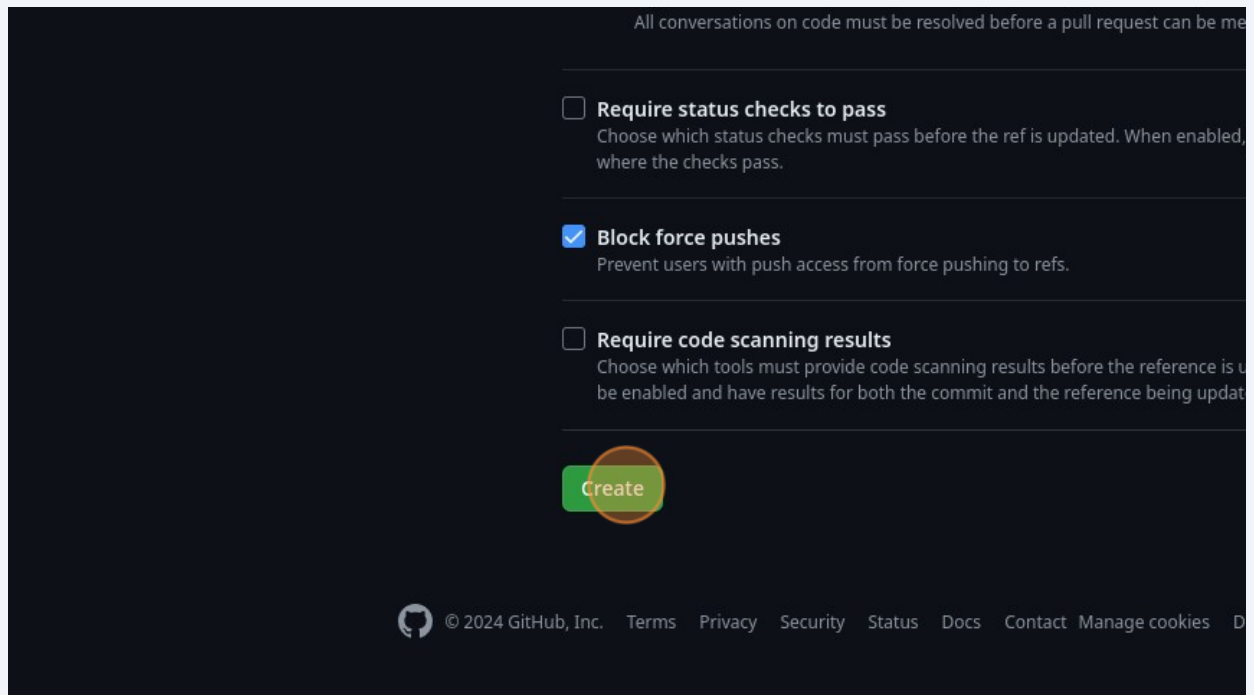 All conversations on code must be resolved before a pull request can be me
Require status checks to pass
Choose which status checks must pass before the ref is updated. When enabled,
where the checks pass.
Block force pushes
Prevent users with push access from force pushing to refs.
Require code scanning results
Choose which tools must provide code scanning results before the reference is u
be enabled and have results for both the commit and the reference being updat
Create
© 2024 GitHub, Inc. Terms Privacy Security Status Docs Contact Manage cookies D